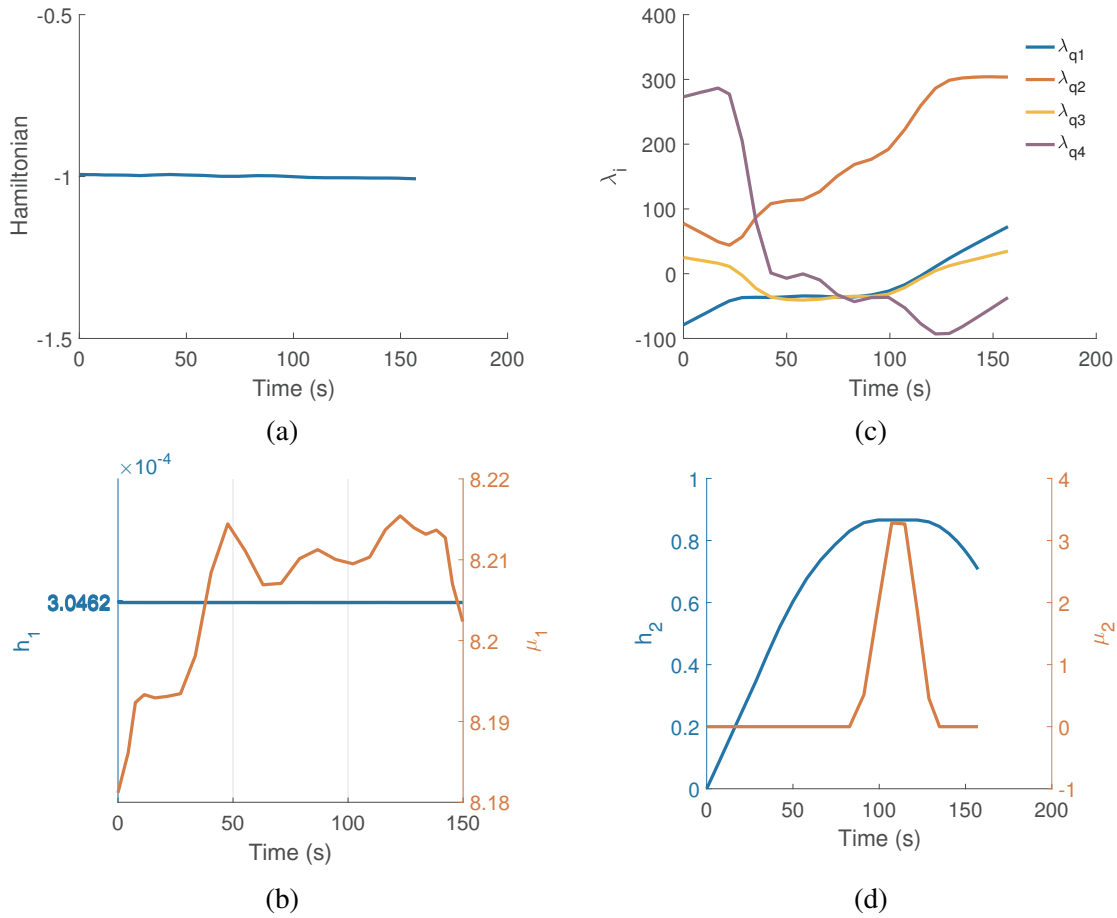 -0.5
-1
-1.5
Hamiltonian
0 50 100 150 200
Time (s)
(a)
400
300
200
100
0
-100
λi
0 50 100 150 200
Time (s)
λq1
λq2
λq3
λq4
(c)
×10-4
3.0462
h1
8.22
8.21
8.2
8.19
8.18
μ1
0 50 100 150
Time (s)
(b)
1
0.8
0.6
0.4
0.2
0
h2
4
3
2
1
0
-1
μ2
0 50 100 150 200
Time (s)
(d)